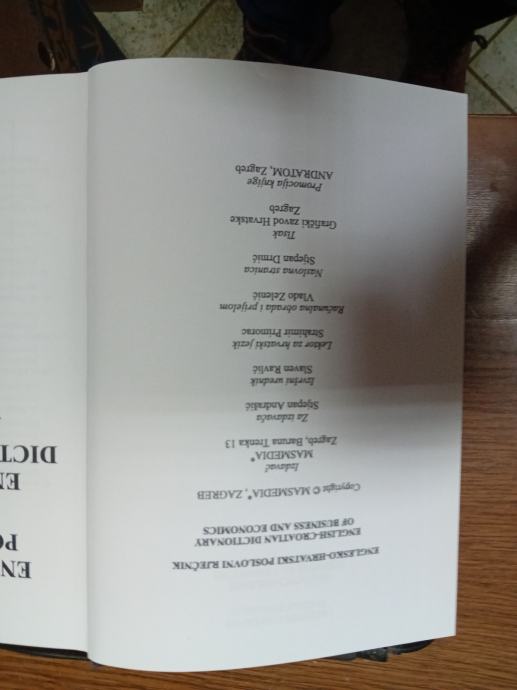 ENGLESKO-HRVATSKI POSLOVNI RJEČNIK
ENGLISH-CROATIAN DICTIONARY
OF BUSINESS AND ECONOMICS
Copyright © MASMEDIA®, ZAGREB
Izdavač
MASMEDIA®
Zagreb, Baruna Trenka 13
Za izdavača
Stjepan Andrašić
Izvršni urednik
Slaven Ravlić
Lektor za hrvatski jezik
Strahimir Primorac
Računalna obrada i prijelom
Vlado Zelenić
Naslovna stranica
Stjepan Drmić
Tisak
Grafički zavod Hrvatske
Zagreb
Promocija knjige
ANDRATOM, Zagreb
EN
PO
EN
DICT